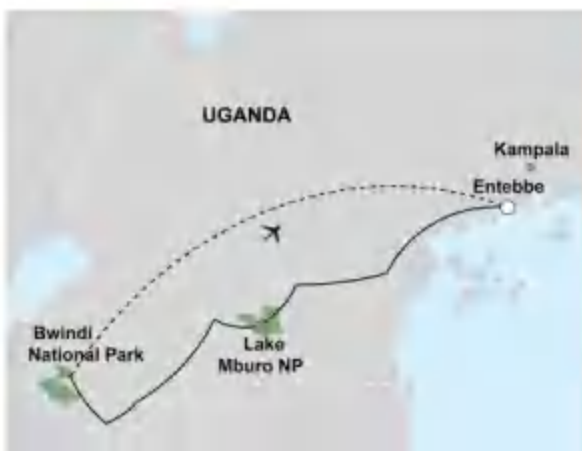 UGANDA
Kampala
Entebbe
Bwindi
National Park
Lake
Mburo NP